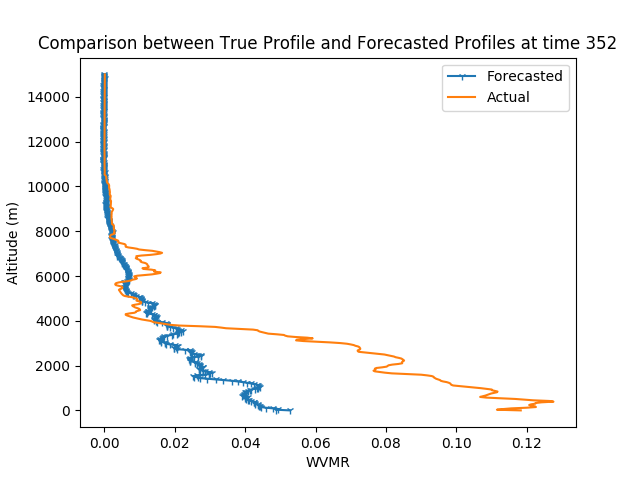 Comparison between True Profile and Forecasted Profiles at time 352
Forecasted
Actual
14000
12000
10000
8000
6000
4000
2000
0
Altitude (m)
0.00 0.02 0.04 0.06 0.08 0.10 0.12
WVMR